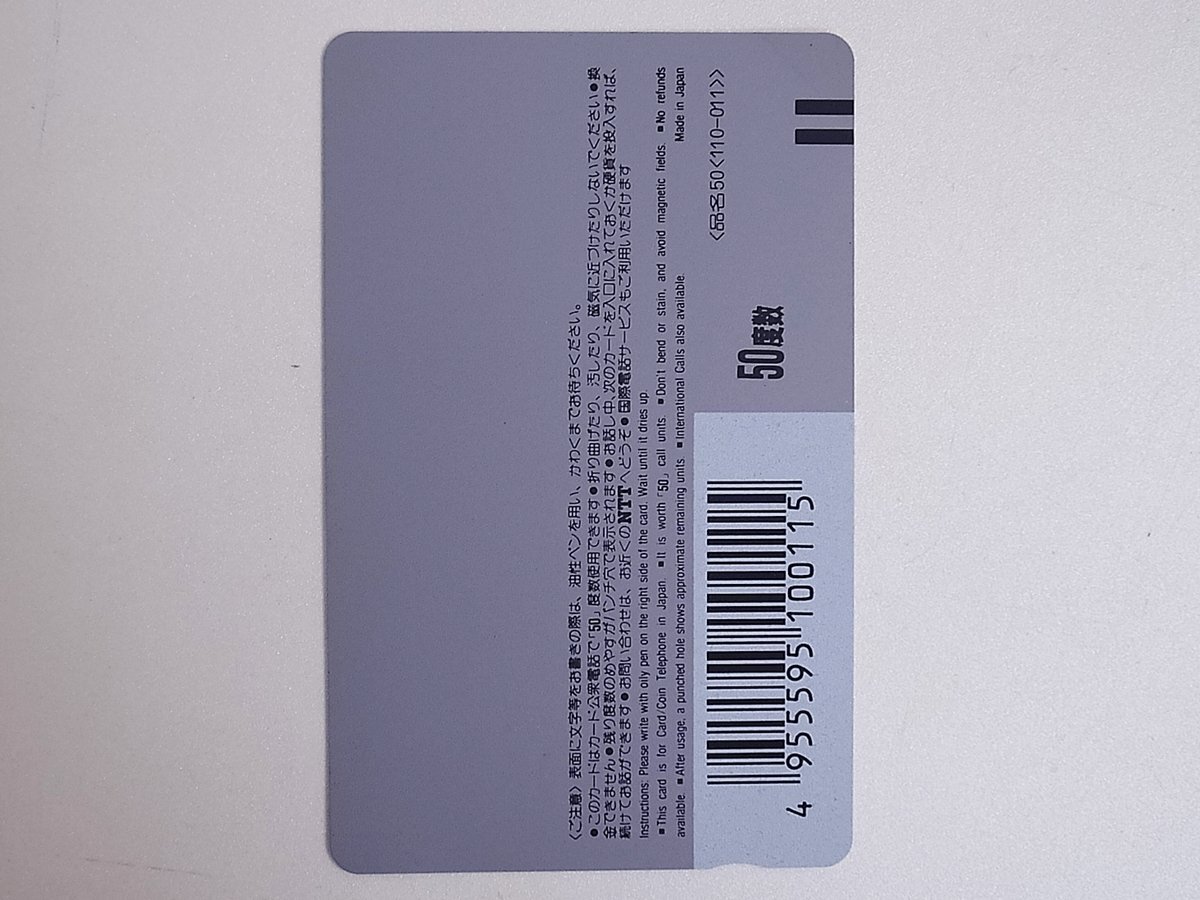 〈ご注意〉表面に文字等をお書きの際は、油性ペンを用い、かわくまでお待ちください。
●このカードはカード公衆電話で「50」度数使用できます●折り曲げたり、汚したり、磁気に近づけたりしないでください●換
金できません●残り度数のめやすがパンチ穴で表示されます●お話し中、次のカードを入口に入れておくか硬貨を投入すれば、
続けてお話ができます●お問い合わせは、お近くのNTTへどうぞ●国際電話サービスもご利用いただけます
Instructions: Please write with oily pen on the right side of the card. Wait until it dries up.
■This card is for Card/Coin Telephone in Japan. ■It is worth「50」call units. ■Don't bend or stain, and avoid magnetic fields. ■No refunds
available. ■After usage, a punched hole shows approximate remaining units. ■International Calls also available. Made in Japan
〈品名50〈110-011〉〉
50度数
4 955595 100115